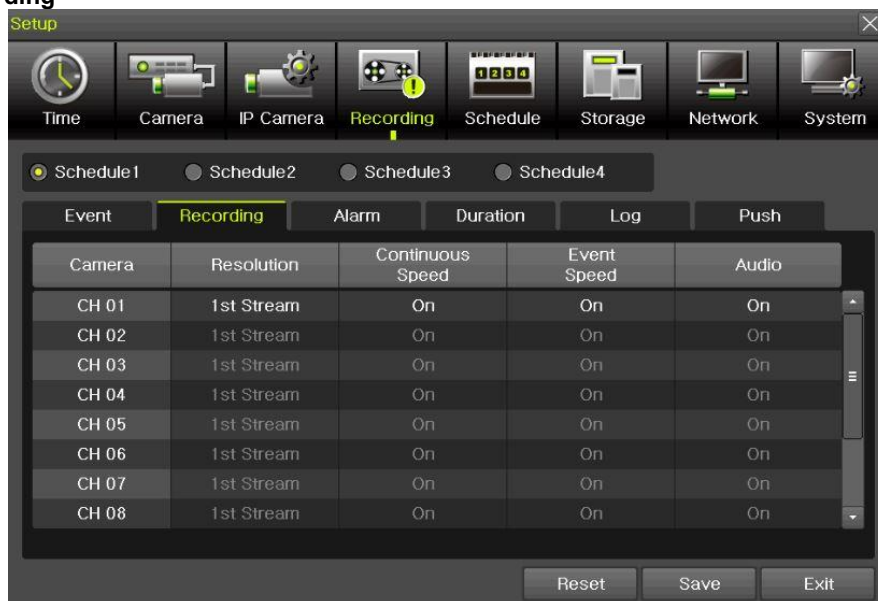 ding
Setup
Time Camera IP Camera Recording Schedule Storage Network System
Schedule1 Schedule2 Schedule3 Schedule4
Event Recording Alarm Duration Log Push
Camera Resolution Continuous Speed Event Speed Audio
CH 01 1st Stream On On On
CH 02 1st Stream On On On
CH 03 1st Stream On On On
CH 04 1st Stream On On On
CH 05 1st Stream On On On
CH 06 1st Stream On On On
CH 07 1st Stream On On On
CH 08 1st Stream On On On
Reset Save Exit